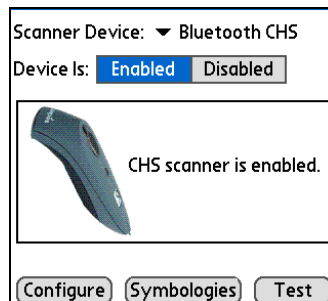 Scanner Device: Bluetooth CHS
Device Is: Enabled Disabled
CHS scanner is enabled.
Configure Symbologies Test